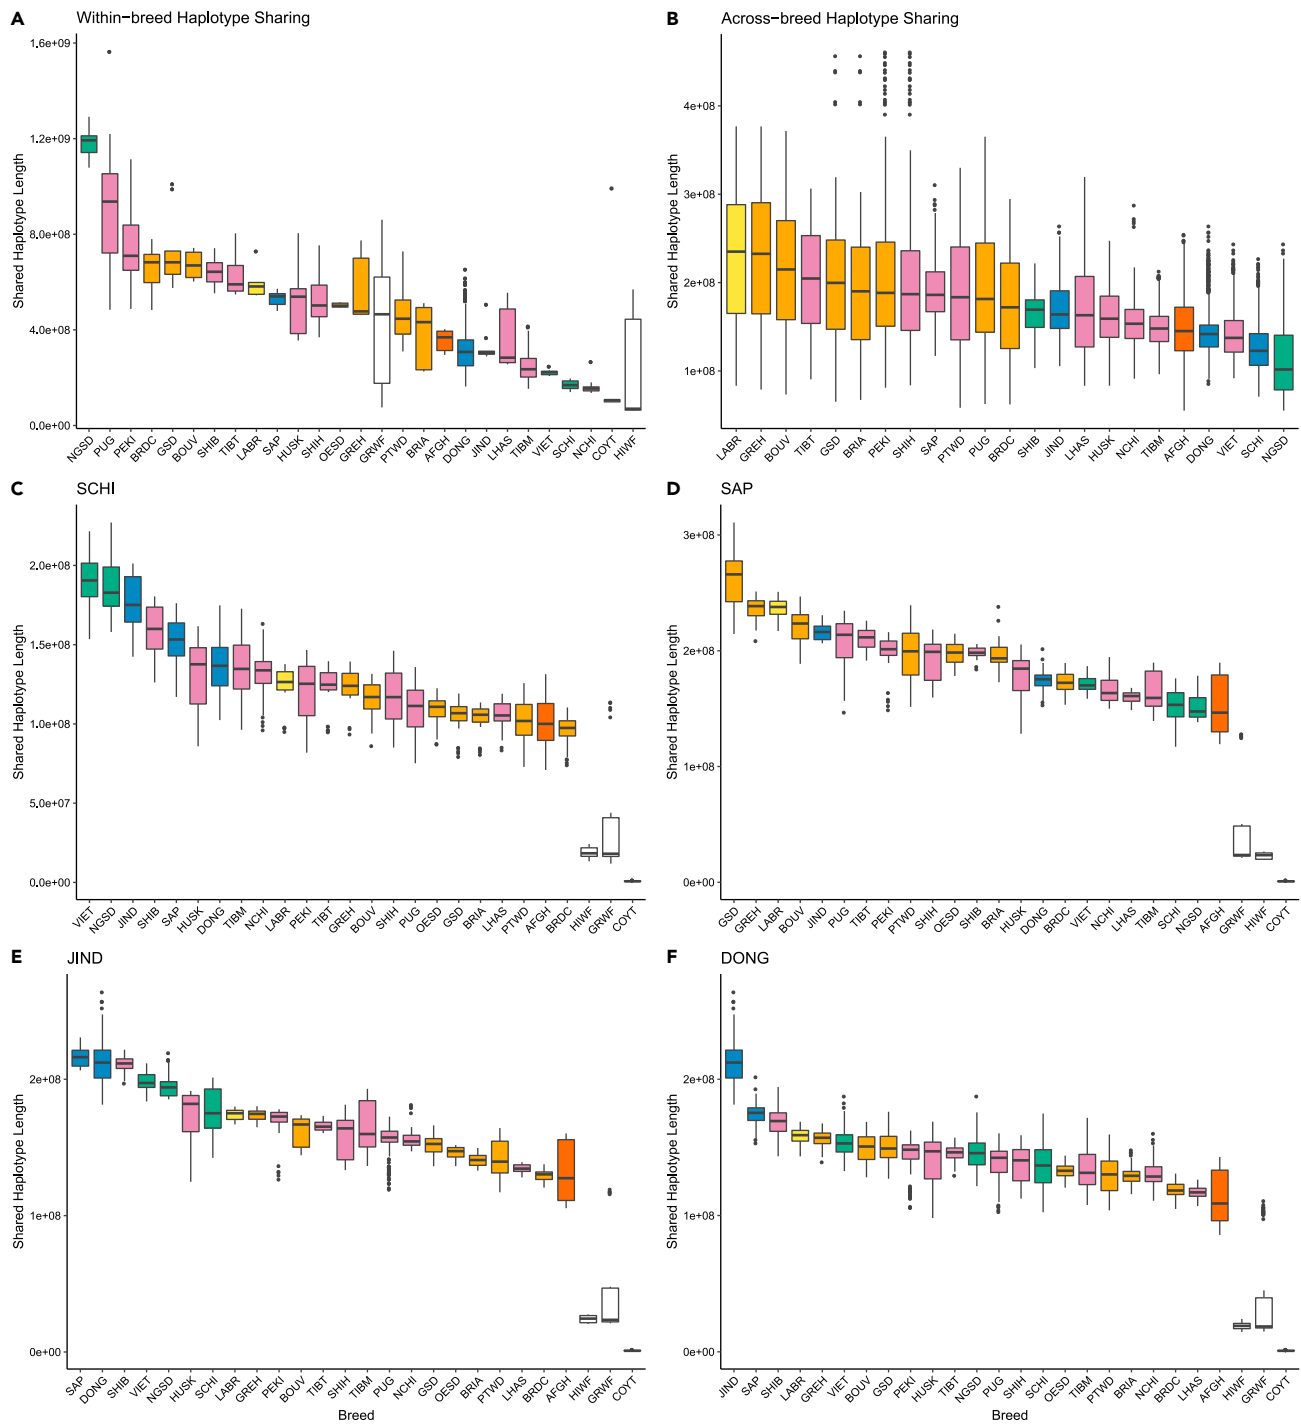 A
Within-breed Haplotype Sharing
Shared Haplotype Length
1.6e+09
1.2e+09
8.0e+08
4.0e+08
0.0e+00
NGSD PUG PEKI BRDC GSD BOUV SHIB TIBT LABR SAP HUSK SHIH OESD GREH GRWF PTWD BRIA AFGH DONG JIND LHAS TIBM VIET SCHI NCHI COYT HIWF
B
Across-breed Haplotype Sharing
Shared Haplotype Length
4e+08
3e+08
2e+08
1e+08
LABR GREH BOUV TIBT GSD BRIA PEKI SHIH SAP PTWD PUG BRDC SHIB JIND LHAS HUSK NCHI TIBM AFGH DONG VIET SCHI NGSD
C
SCHI
Shared Haplotype Length
2.0e+08
1.5e+08
1.0e+08
5.0e+07
0.0e+00
VIET NGSD JIND SHIB SAP HUSK DONG TIBM NCHI LABR PEKI TIBT GREH BOUV SHIH PUG OESD GSD BRIA LHAS PTWD AFGH BRDC HIWF GRWF COYT
D
SAP
Shared Haplotype Length
3e+08
2e+08
1e+08
0e+00
GSD GREH LABR BOUV JIND PUG TIBT PEKI PTWD SHIH OESD SHIB BRIA HUSK DONG BRDC VIET NCHI LHAS TIBM SCHI NGSD AFGH GRWF HIWF COYT
E
JIND
Shared Haplotype Length
2e+08
1e+08
0e+00
SAP DONG SHIB VIET NGSD HUSK SCHI LABR GREH PEKI BOUV TIBT SHIH TIBM PUG NCHI GSD OESD BRIA PTWD LHAS BRDC AFGH HIWF GRWF COYT
Breed
F
DONG
Shared Haplotype Length
2e+08
1e+08
0e+00
JIND SAP SHIB LABR GREH VIET BOUV GSD PEKI HUSK TIBT NGSD PUG SHIH SCHI OESD TIBM PTWD BRIA NCHI BRDC LHAS AFGH HIWF GRWF COYT
Breed